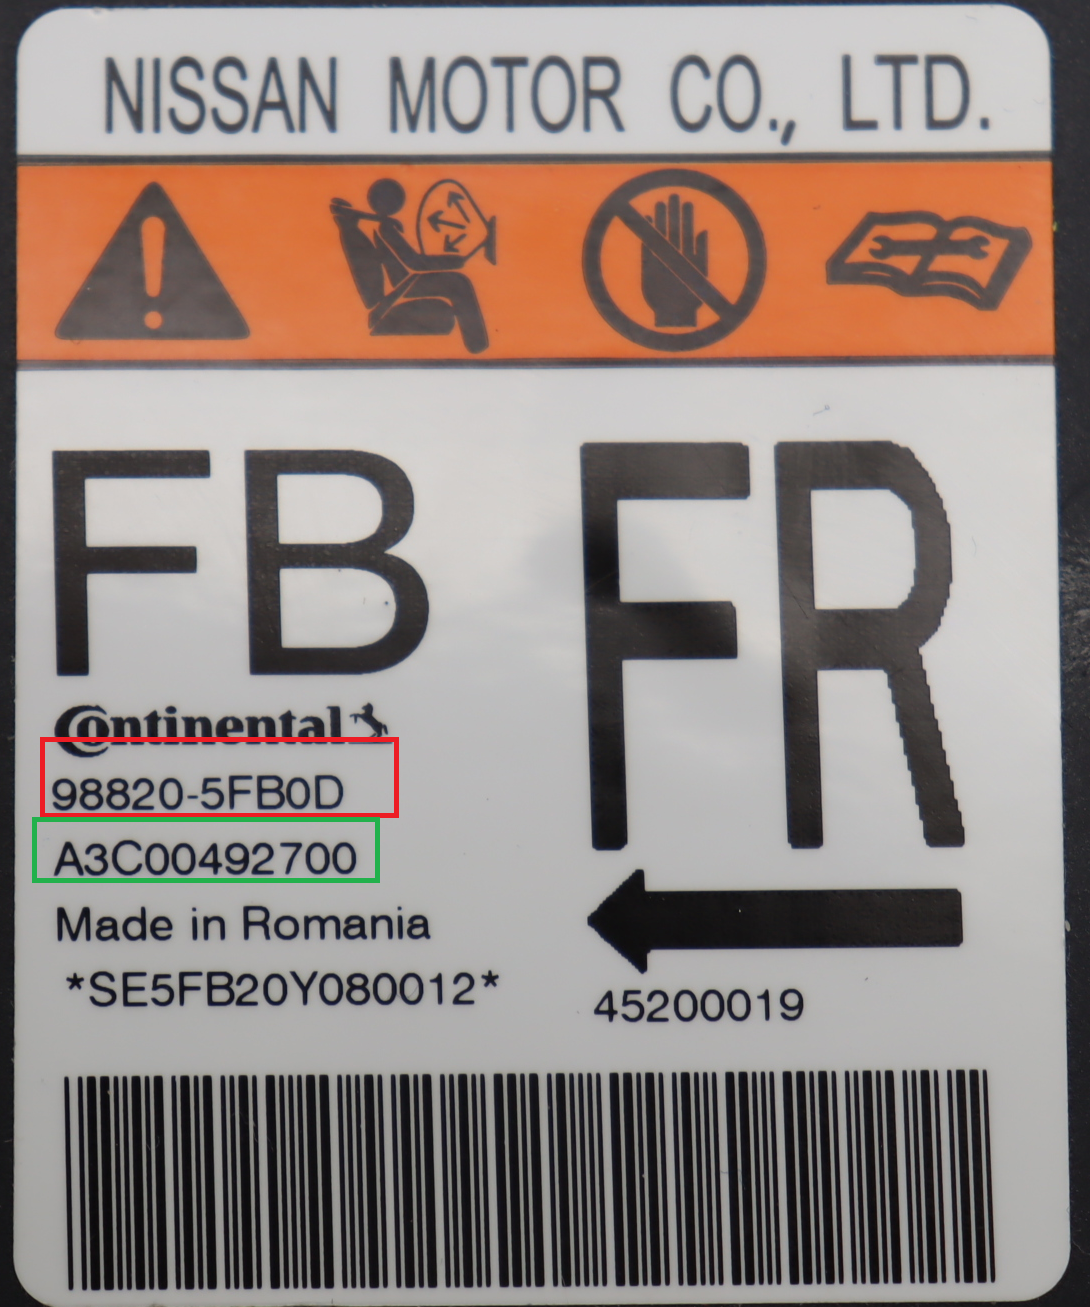 NISSAN MOTOR CO., LTD.
FB
FR
Continental
98820-5FB0D
A3C00492700
Made in Romania
*SE5FB20Y080012*
45200019